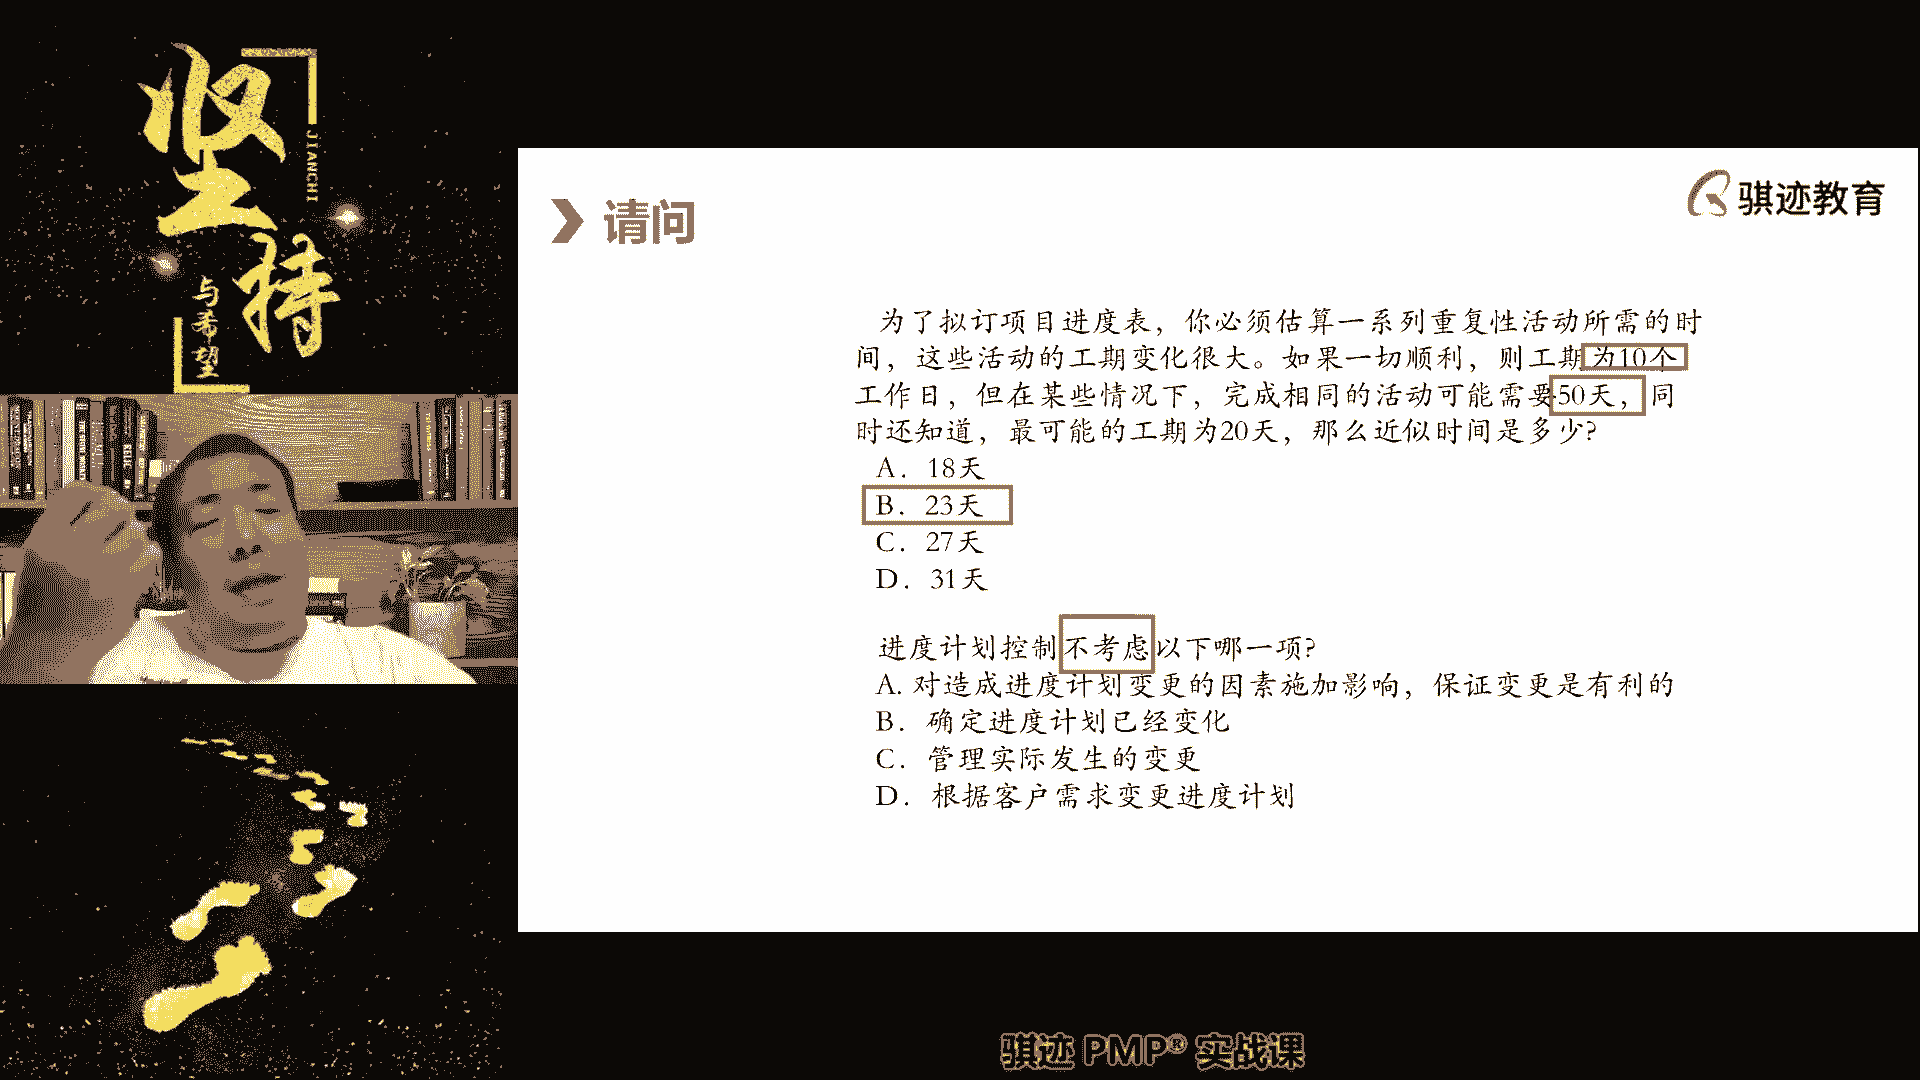 坚持
JIANCHI
与希望
请问
骐迹教育
为了拟订项目进度表，你必须估算一系列重复性活动所需的时
间，这些活动的工期变化很大。如果一切顺利，则工期为10个
工作日，但在某些情况下，完成相同的活动可能需要50天，同
时还知道，最可能的工期为20天，那么近似时间是多少?
A．18天
B．23天
C．27天
D．31天
进度计划控制不考虑以下哪一项?
A. 对造成进度计划变更的因素施加影响，保证变更是有利的
B．确定进度计划已经变化
C．管理实际发生的变更
D．根据客户需求变更进度计划
骐迹 PMP® 实战课